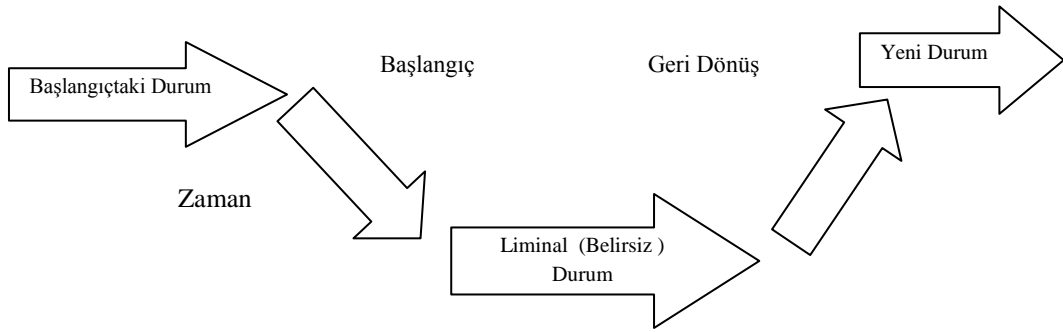 Başlangıçtaki Durum
Başlangıç
Geri Dönüş
Yeni Durum
Zaman
Liminal (Belirsiz )
Durum